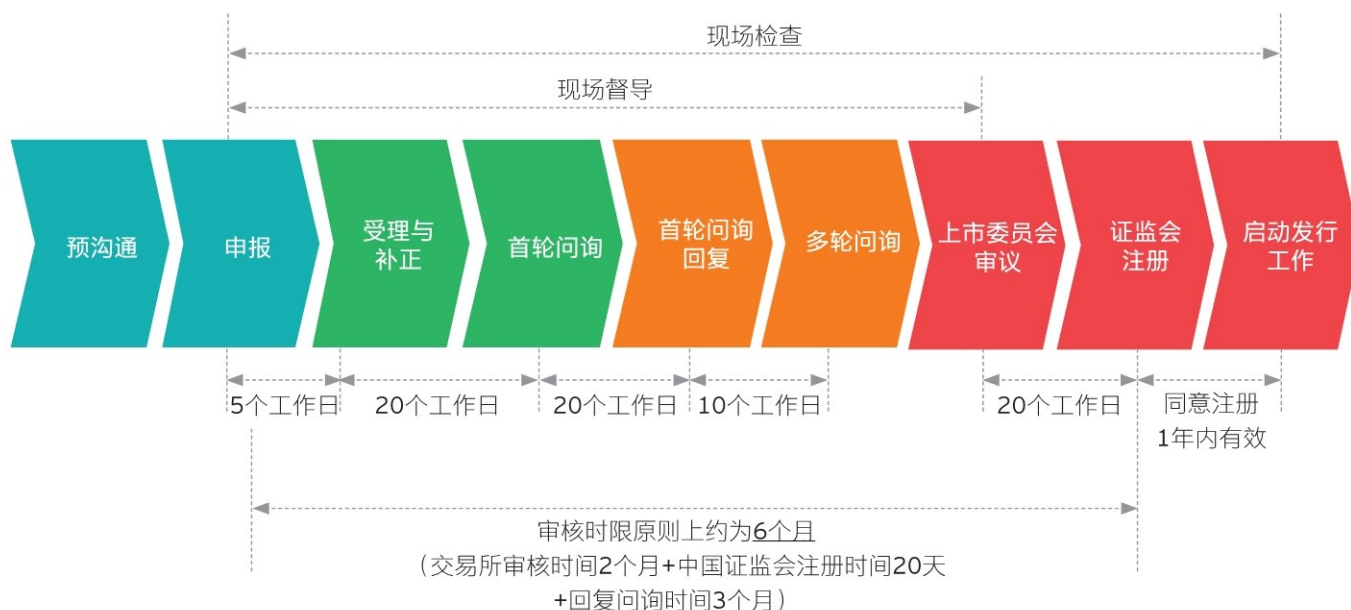 现场检查
现场督导
预沟通
申报
受理与
补正
首轮问询
首轮问询
回复
多轮问询
上市委员会
审议
证监会
注册
启动发行
工作
5个工作日
20个工作日
20个工作日
10个工作日
20个工作日
同意注册
1年内有效
审核时限原则上约为6个月
（交易所审核时间2个月+中国证监会注册时间20天
+回复问询时间3个月）